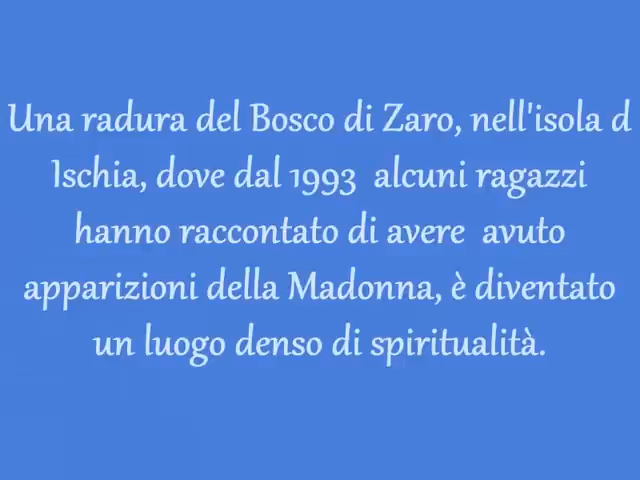 Una radura del Bosco di Zaro, nell'isola d
Ischia, dove dal 1993 alcuni ragazzi
hanno raccontato di avere avuto
apparizioni della Madonna, è diventato
un luogo denso di spiritualità.